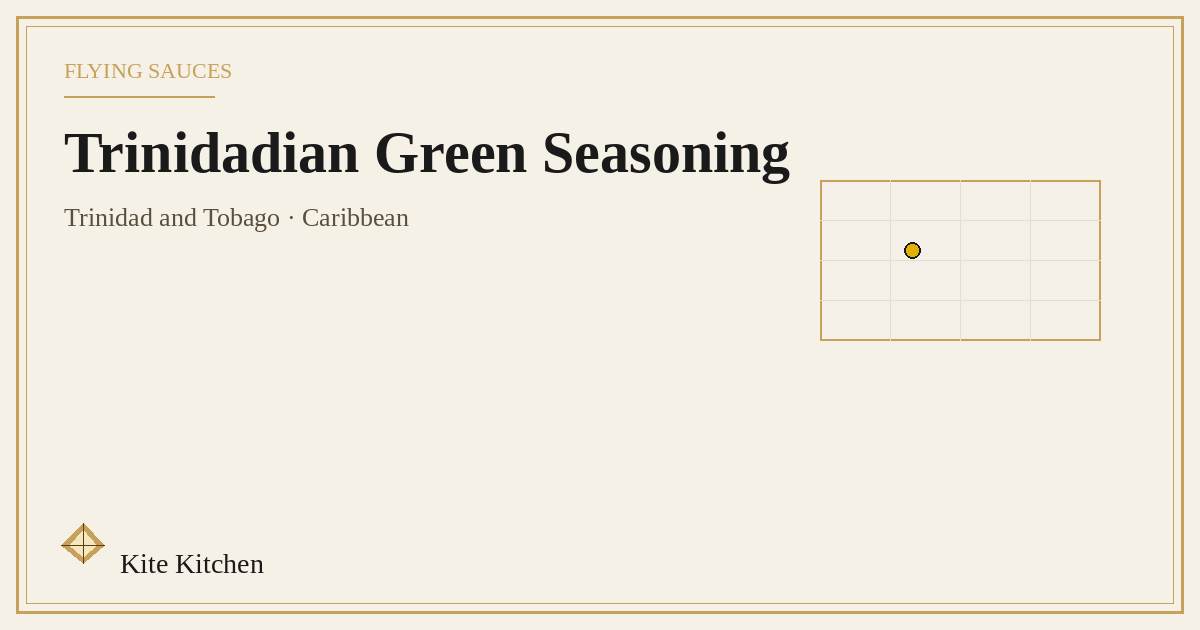 FLYING SAUCES
Trinidadian Green Seasoning
Trinidad and Tobago · Caribbean
Kite Kitchen